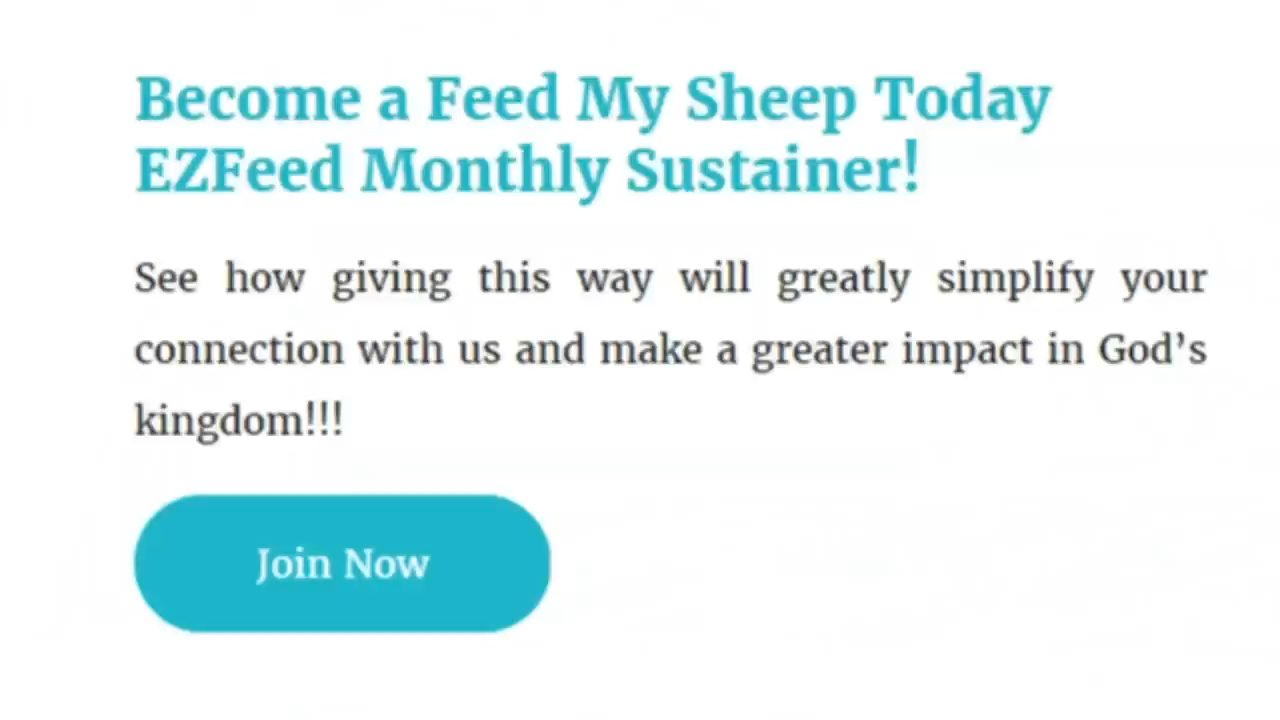 Become a Feed My Sheep Today
EZFeed Monthly Sustainer!
See how giving this way will greatly simplify your
connection with us and make a greater impact in God’s
kingdom!!!
Join Now